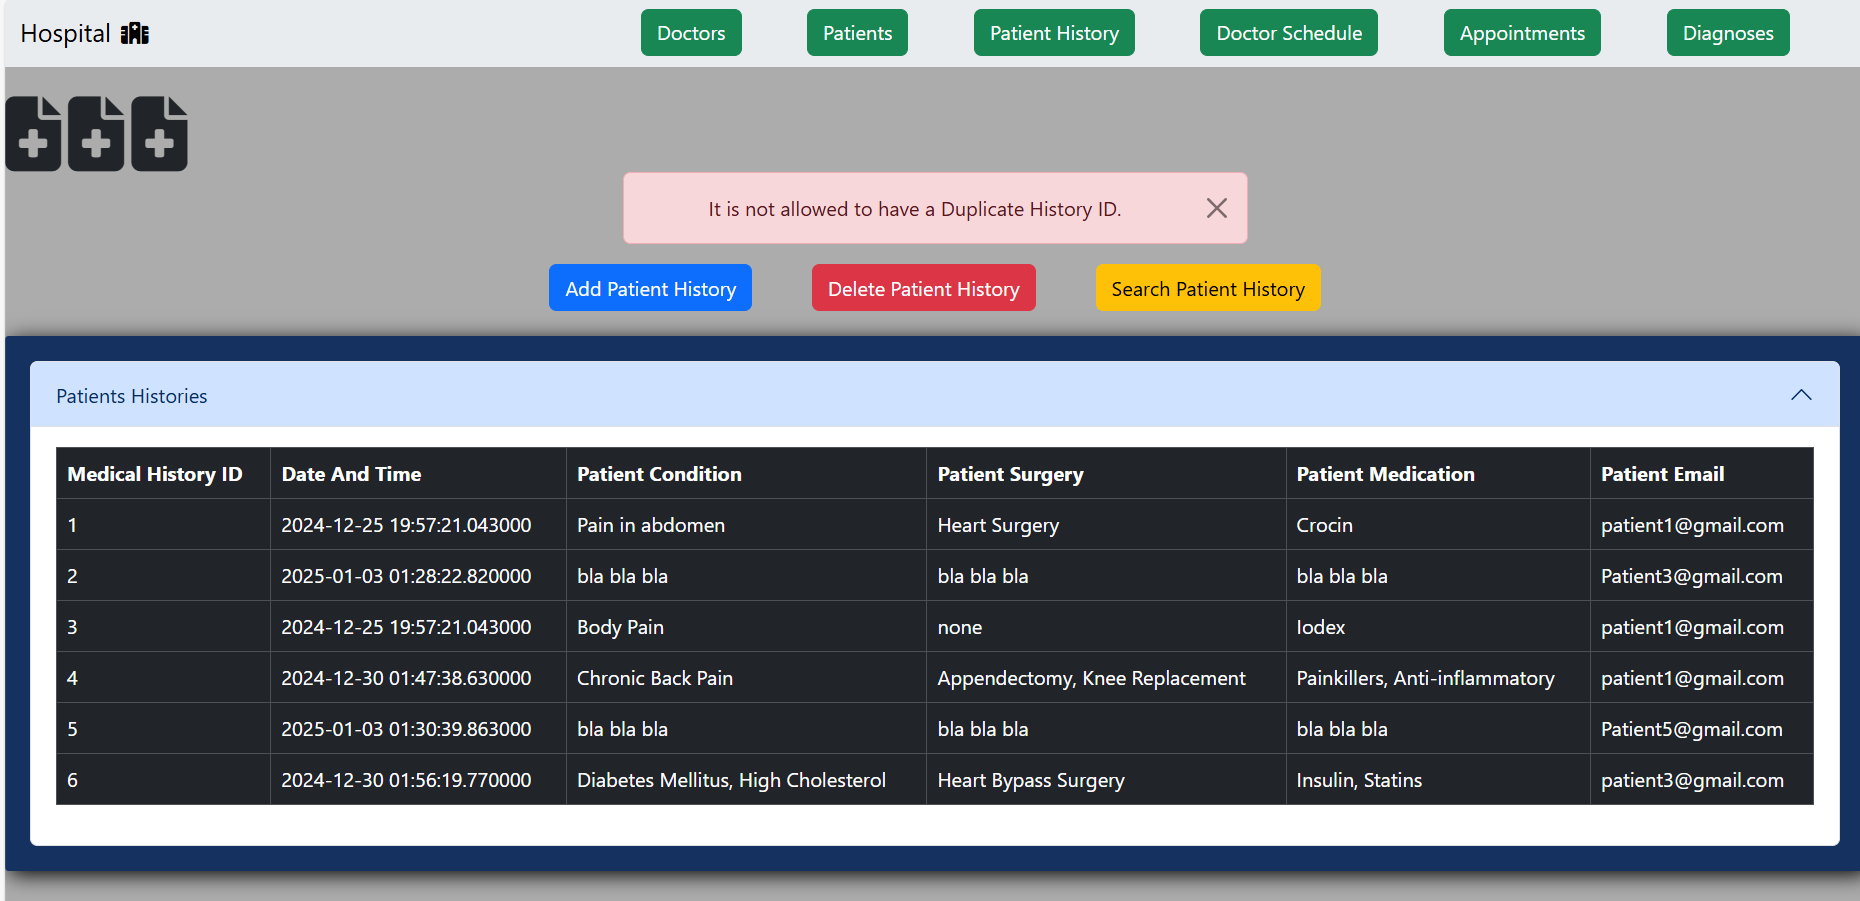 Hospital Doctors Patients Patient History Doctor Schedule Appointments Diagnoses
It is not allowed to have a Duplicate History ID.
Add Patient History Delete Patient History Search Patient History
Patients Histories
Medical History ID Date And Time Patient Condition Patient Surgery Patient Medication Patient Email
1 2024-12-25 19:57:21.043000 Pain in abdomen Heart Surgery Crocin patient1@gmail.com
2 2025-01-03 01:28:22.820000 bla bla bla bla bla bla bla bla bla Patient3@gmail.com
3 2024-12-25 19:57:21.043000 Body Pain none Iodex patient1@gmail.com
4 2024-12-30 01:47:38.630000 Chronic Back Pain Appendectomy, Knee Replacement Painkillers, Anti-inflammatory patient1@gmail.com
5 2025-01-03 01:30:39.863000 bla bla bla bla bla bla bla bla bla Patient5@gmail.com
6 2024-12-30 01:56:19.770000 Diabetes Mellitus, High Cholesterol Heart Bypass Surgery Insulin, Statins patient3@gmail.com